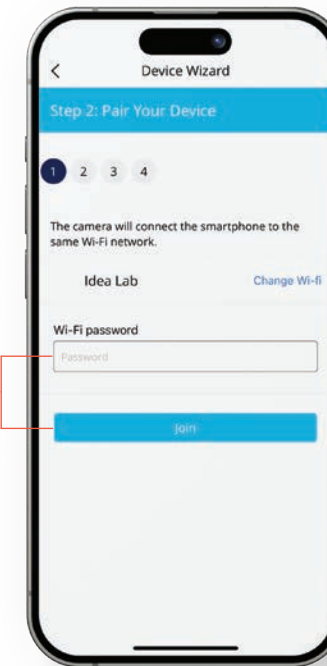 Device Wizard
Step 2: Pair Your Device
1 2 3 4
The camera will connect the smartphone to the
same Wi-Fi network.
Idea Lab Change Wi-fi
Wi-Fi password
Password
Join